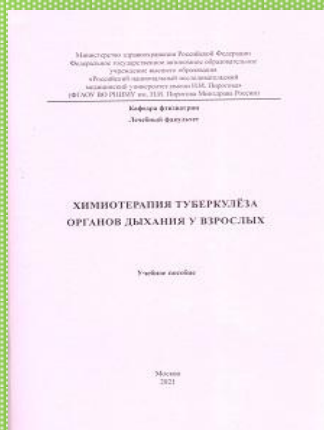 Министерство здравоохранения Российской Федерации
Федеральное государственное автономное образовательное
учреждение высшего образования
«Российский национальный исследовательский
медицинский университет имени Н.И. Пирогова»
(ФГАОУ ВО РНИМУ им. Н.И. Пирогова Минздрава России)
Кафедра фтизиатрии
Лечебный факультет
ХИМИОТЕРАПИЯ ТУБЕРКУЛЁЗА
ОРГАНОВ ДЫХАНИЯ У ВЗРОСЛЫХ
Учебное пособие
Москва
2021